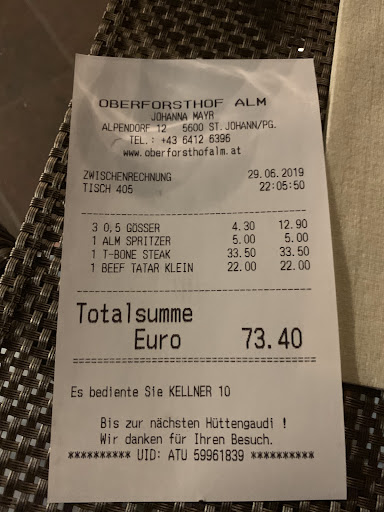 OBERFORSTHOF ALM
JOHANNA MAYR
ALPENDORF 12 5600 ST.JOHANN/PG.
TEL.: +43 6412 6396
www.oberforsthofalm.at
ZWISCHENRECHNUNG 29.06.2019
TISCH 405 22:05:50
3 0,5 GÖSSER 4.30 12.90
1 ALM SPRITZER 5.00 5.00
1 T-BONE STEAK 33.50 33.50
1 BEEF TATAR KLEIN 22.00 22.00
Totalsumme
Euro 73.40
Es bediente Sie KELLNER 10
Bis zur nächsten Hüttengaudi !
Wir danken für Ihren Besuch.
********** UID: ATU 59961839 **********